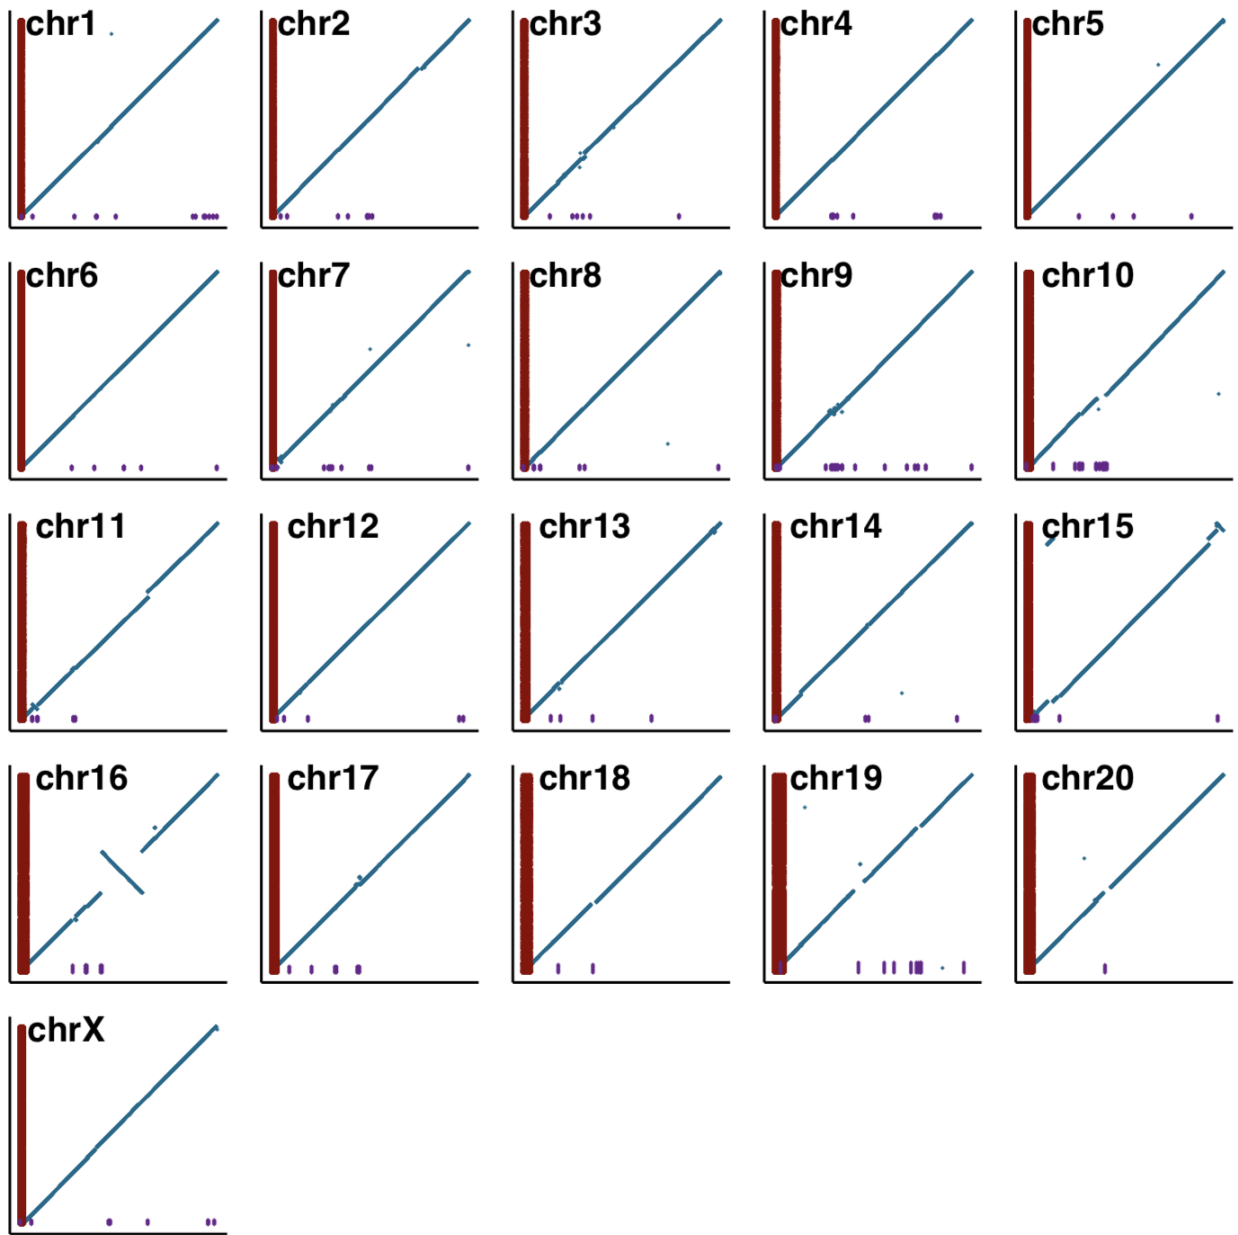 chr1 chr2 chr3 chr4 chr5
chr6 chr7 chr8 chr9 chr10
chr11 chr12 chr13 chr14 chr15
chr16 chr17 chr18 chr19 chr20
chrX